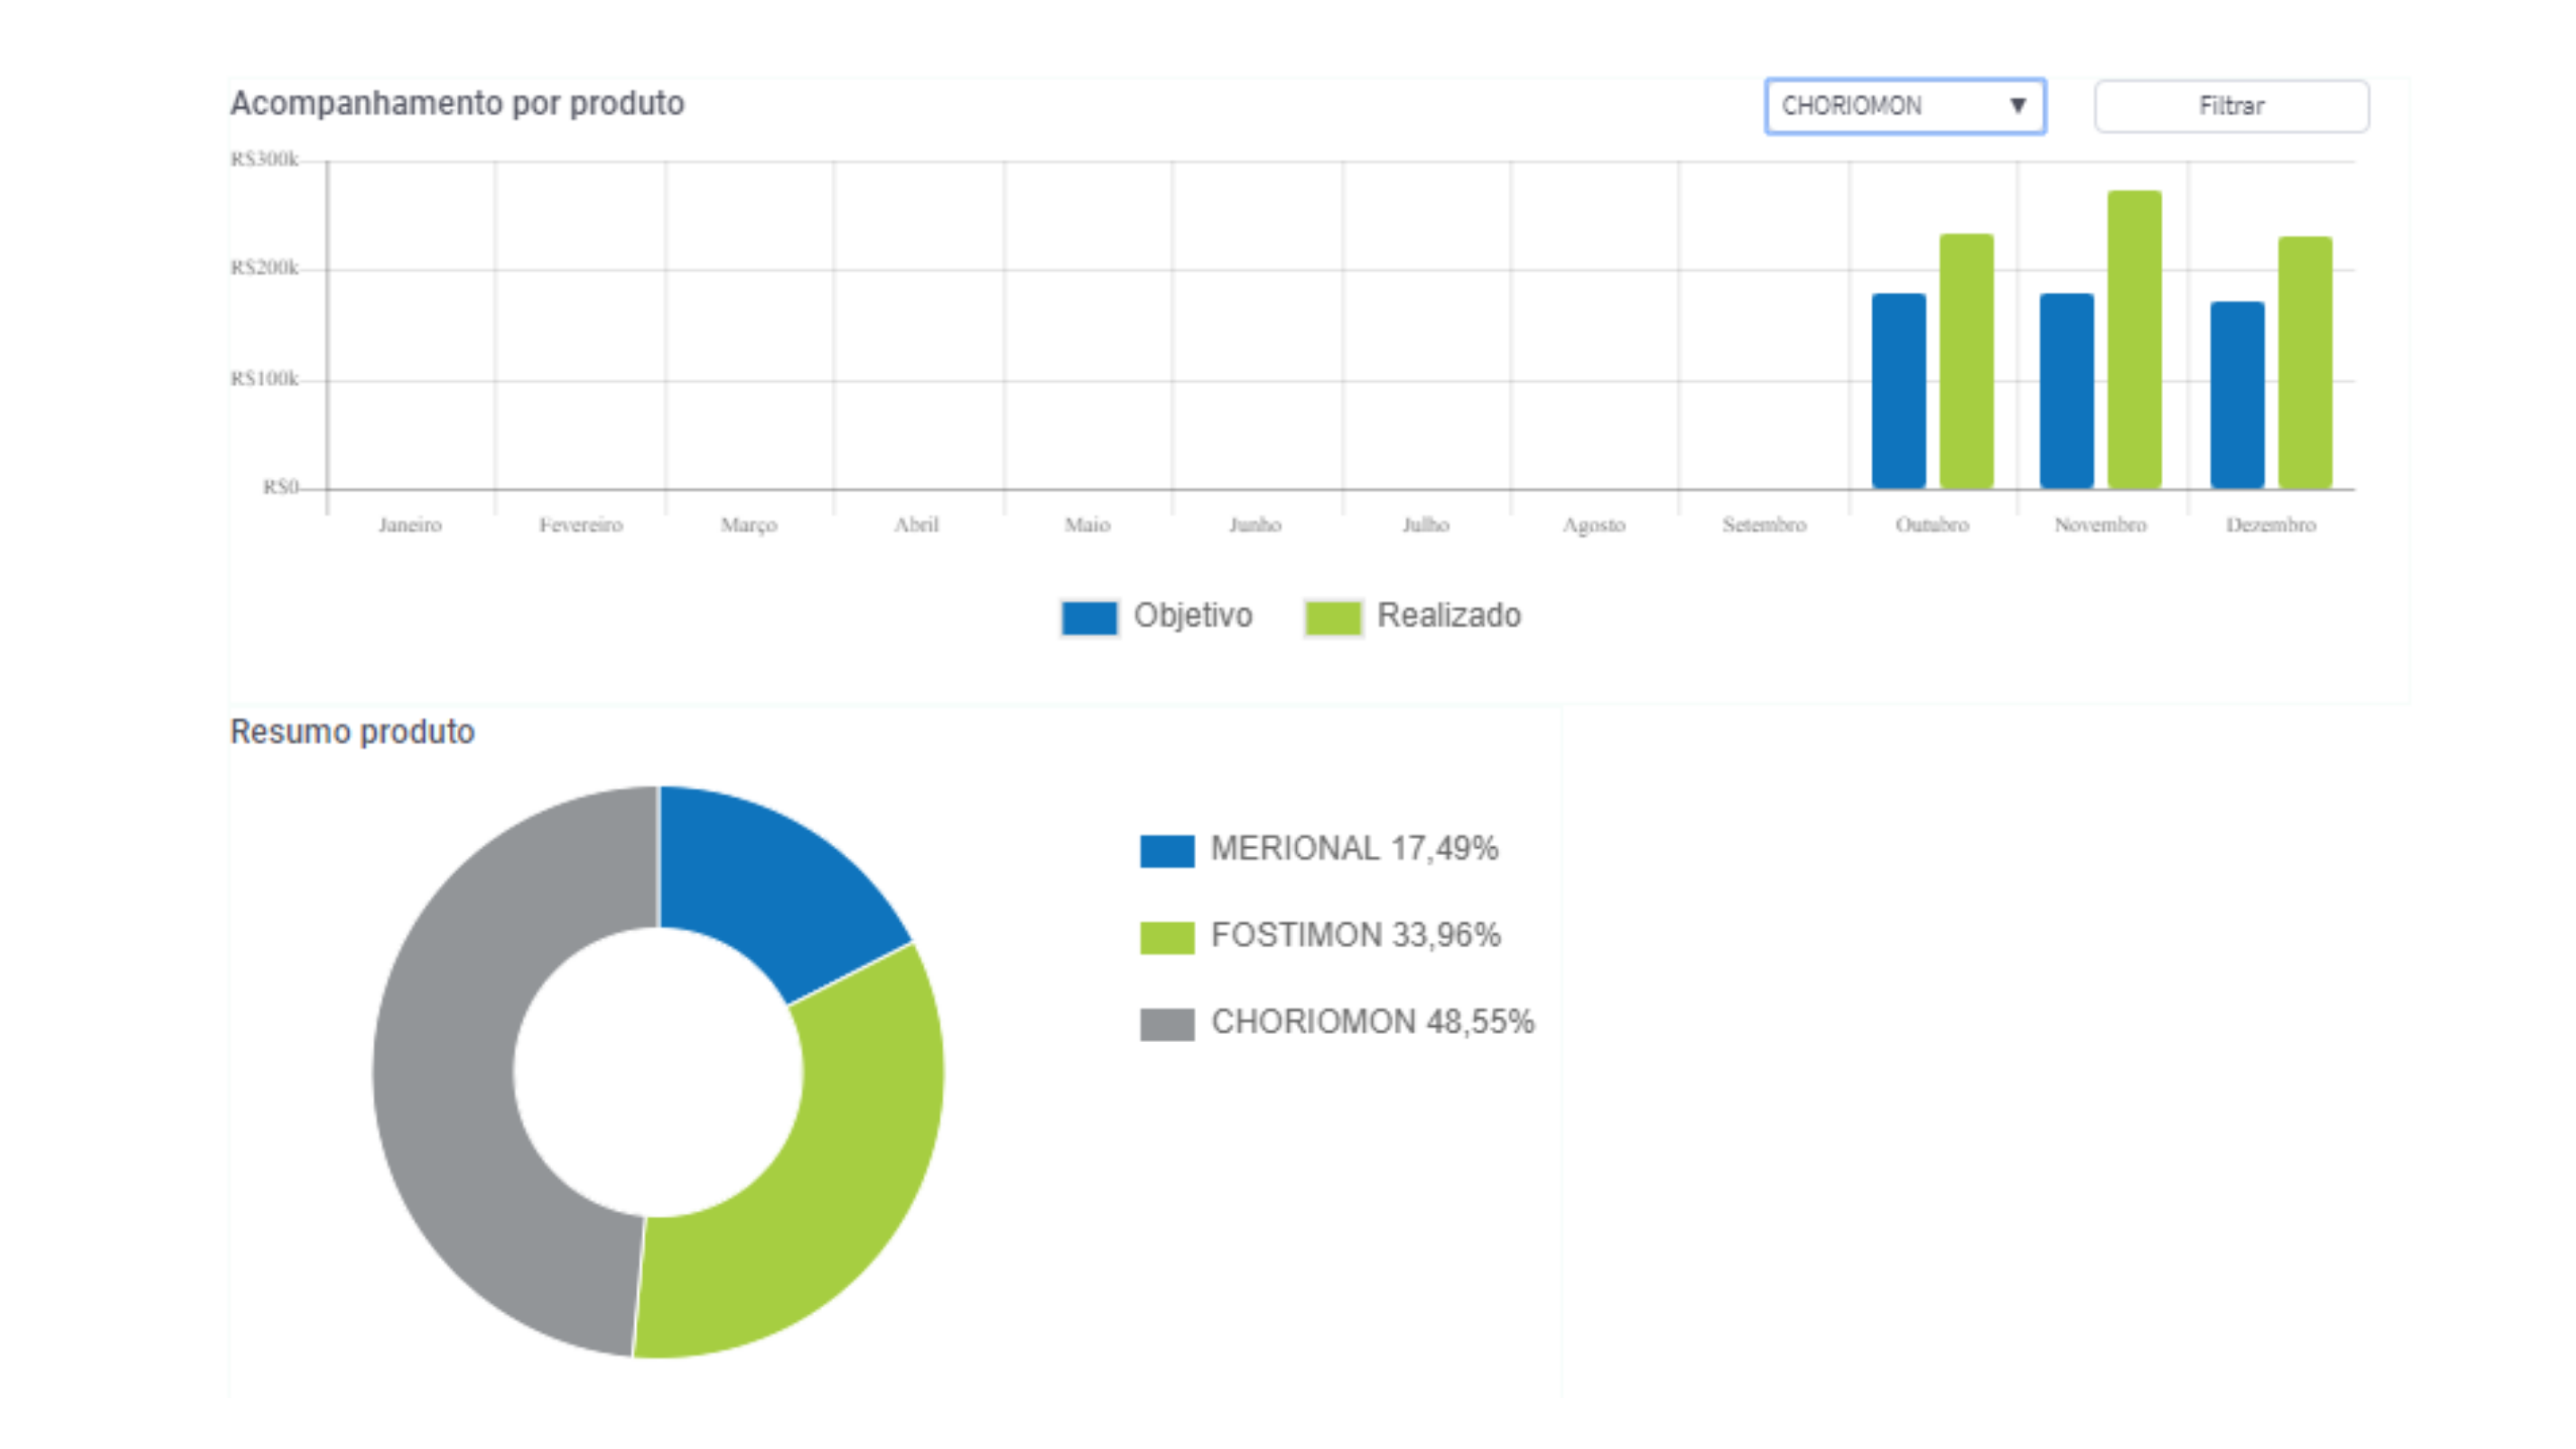 Acompanhamento por produto
CHORIOMON ▼ Filtrar
R$300k
R$200k
R$100k
R$0
Janeiro Fevereiro Março Abril Maio Junho Julho Agosto Setembro Outubro Novembro Dezembro
Objetivo Realizado
Resumo produto
MERIONAL 17,49%
FOSTIMON 33,96%
CHORIOMON 48,55%